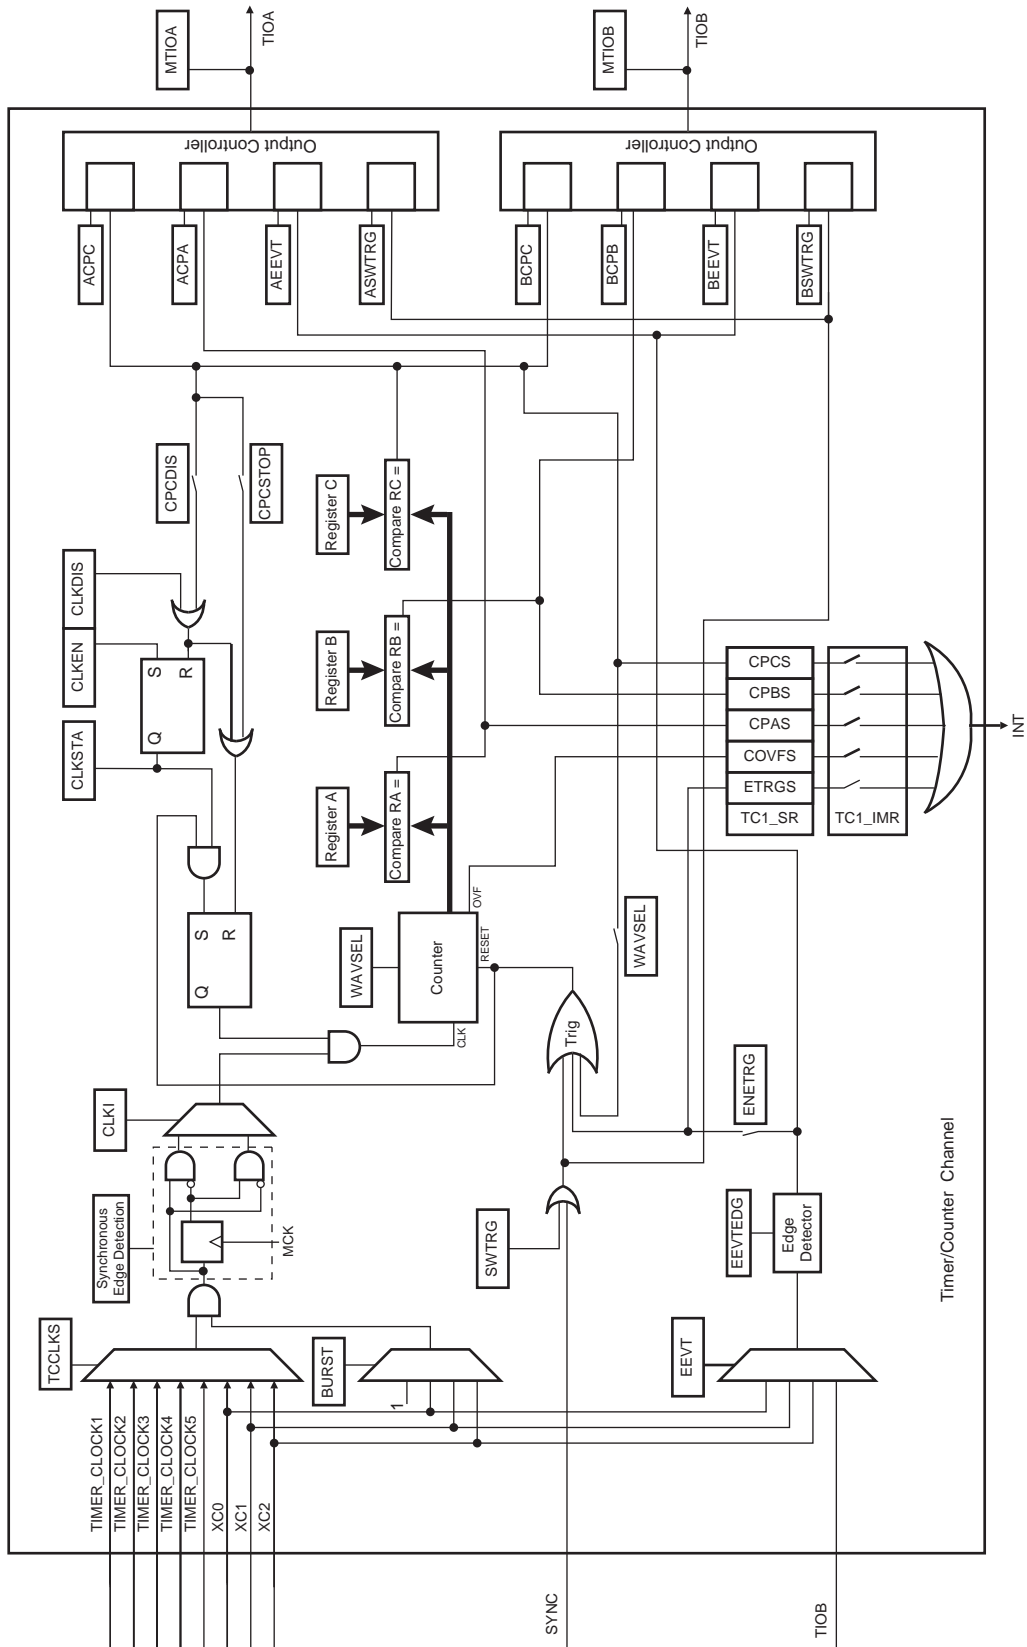 TIMER_CLOCK1
TIMER_CLOCK2
TIMER_CLOCK3
TIMER_CLOCK4
TIMER_CLOCK5
XC0
XC1
XC2
TCCLKS
Synchronous
Edge Detection
MCK
CLKI
BURST
1
SYNC
SWTRG
TIOB
EEVT
EEVTEDG
Edge
Detector
ENETRG
Trig
WAVSEL
Counter
CLK
RESET
OVF
WAVSEL
Q
S
R
CLKSTA
CLKEN
CLKDIS
Q
S
R
CPCDIS
CPCSTOP
Register A
Register B
Register C
Compare RA =
Compare RB =
Compare RC =
CPCS
CPBS
CPAS
COVFS
ETRGS
TC1_SR
TC1_IMR
INT
ACPC
ACPA
AEEVT
ASWTRG
Output Controller
MTIOA
TIOA
BCPC
BCPB
BEEVT
BSWTRG
Output Controller
MTIOB
TIOB
Timer/Counter Channel